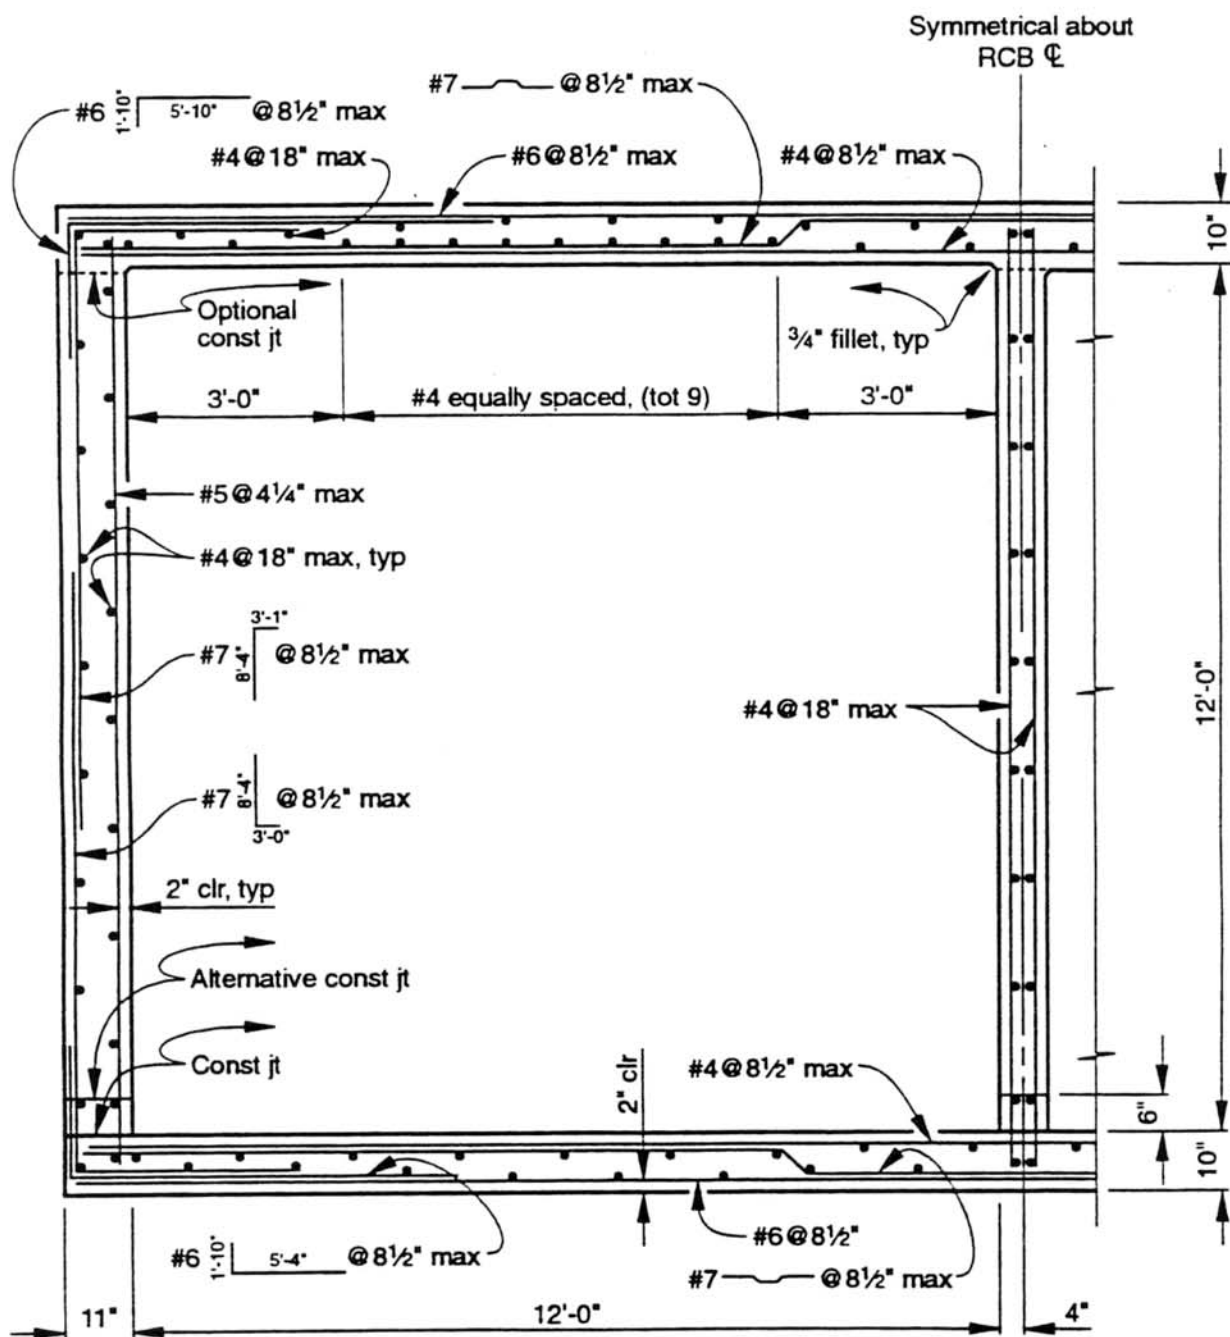 Symmetrical about
RCB ℄
#7 @ 8½" max
#6 1'-10" 5'-10" @ 8½" max
#4 @ 18" max
#6 @ 8½" max
#4 @ 8½" max
10"
Optional
const jt
¾" fillet, typ
3'-0"
#4 equally spaced, (tot 9)
3'-0"
#5 @ 4¼" max
#4 @ 18" max, typ
3'-1"
#7 8'-4" @ 8½" max
#4 @ 18" max
12'-0"
#7 8'-4" @ 8½" max
3'-0"
2" clr, typ
Alternative const jt
Const jt
2" clr
#4 @ 8½" max
6"
10"
#6 1'-10" 5'-4" @ 8½" max
#6 @ 8½"
#7 @ 8½" max
11"
12'-0"
4"